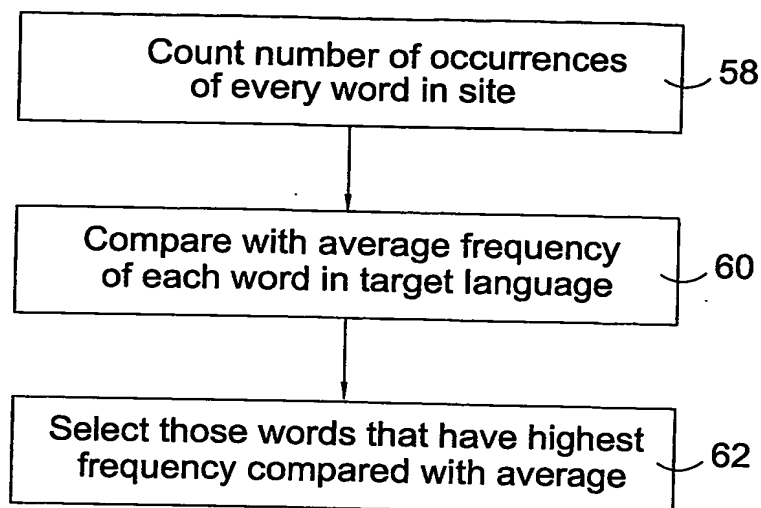 Count number of occurrences
of every word in site
58
Compare with average frequency
of each word in target language
60
Select those words that have highest
frequency compared with average
62